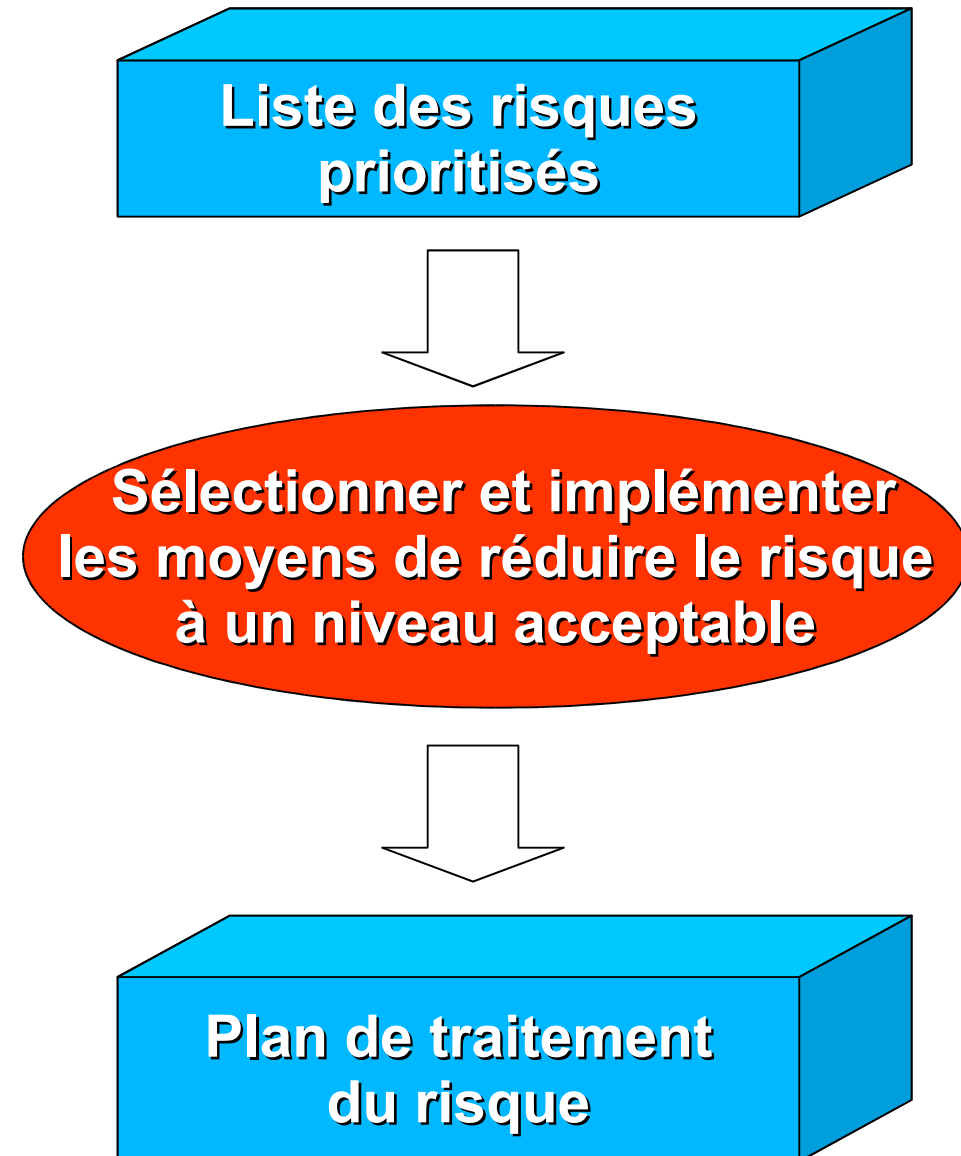 Liste des risques
prioritisés
Sélectionner et implémenter
les moyens de réduire le risque
à un niveau acceptable
Plan de traitement
du risque